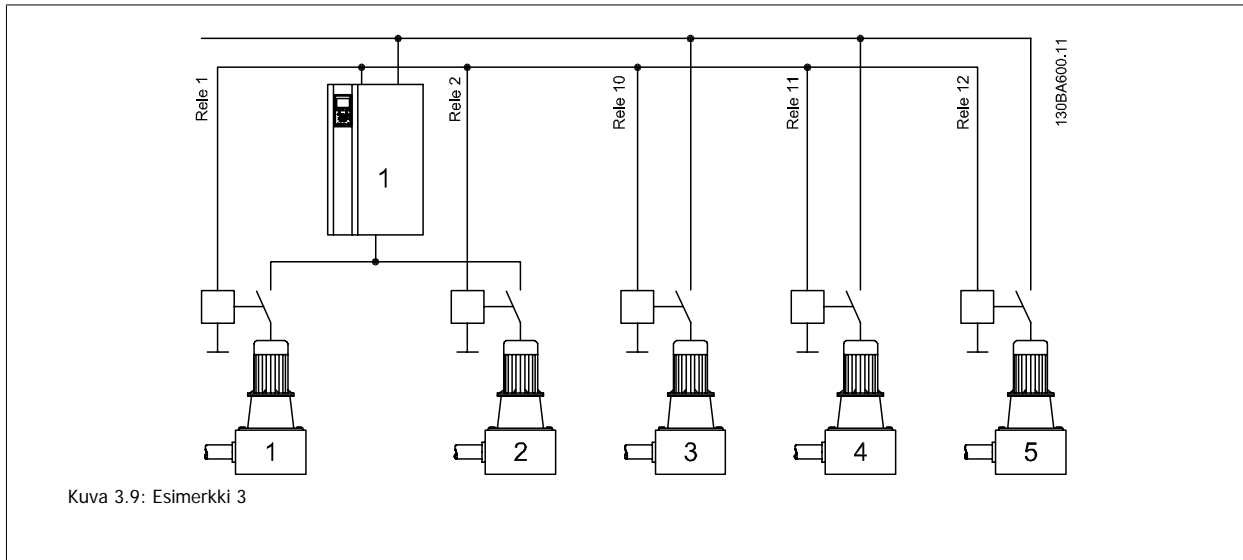 Rele 1
Rele 2
Rele 10
Rele 11
Rele 12
130BA600.11
1
1
2
3
4
5
Kuva 3.9: Esimerkki 3